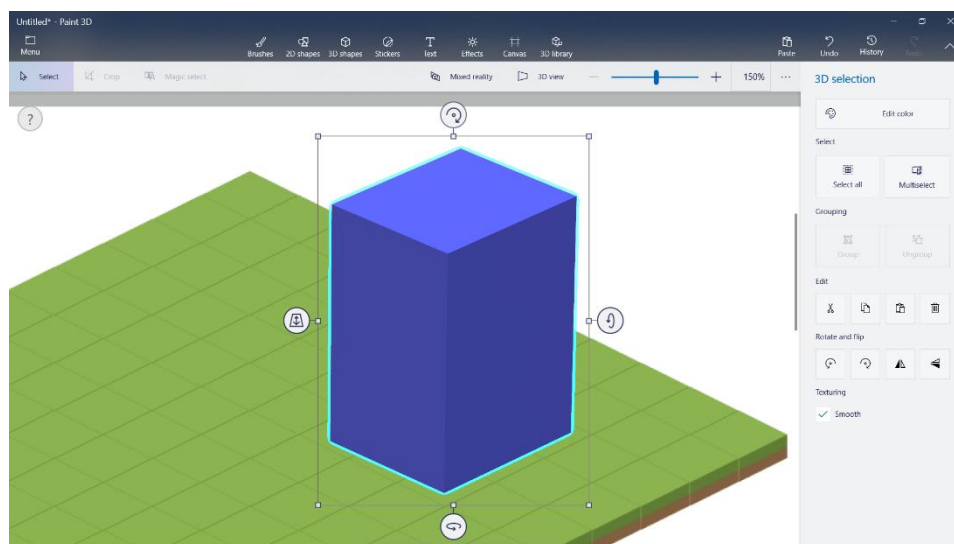 Untitled* - Paint 3D
Menu
Brushes 2D shapes 3D shapes Stickers Text Effects Canvas 3D library
Paste Undo History
Select Crop Magic select Mixed reality 3D view 150%
?
3D selection
Edit color
Select
Select all Multiselect
Grouping
Group Ungroup
Edit
Rotate and flip
Texturing
Smooth